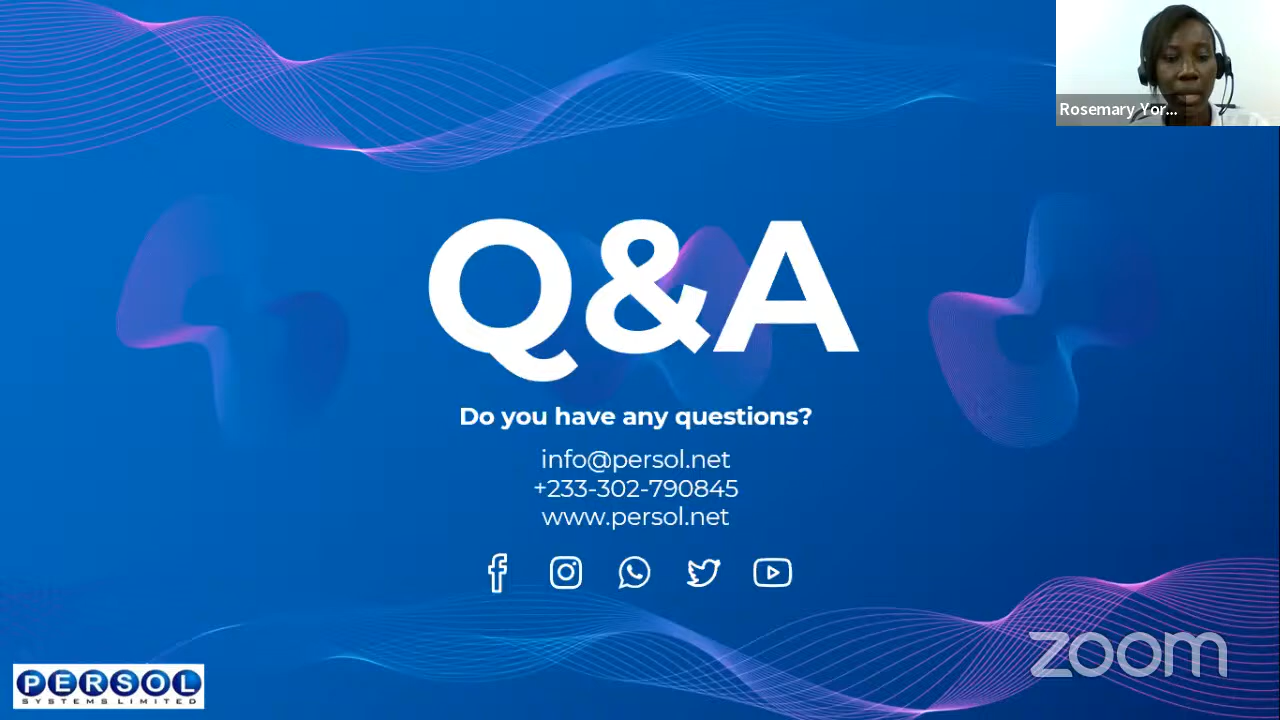 Rosemary Yor...
Q&A
Do you have any questions?
info@persol.net
+233-302-790845
www.persol.net
zoom
PERSOL
SYSTEMS LIMITED